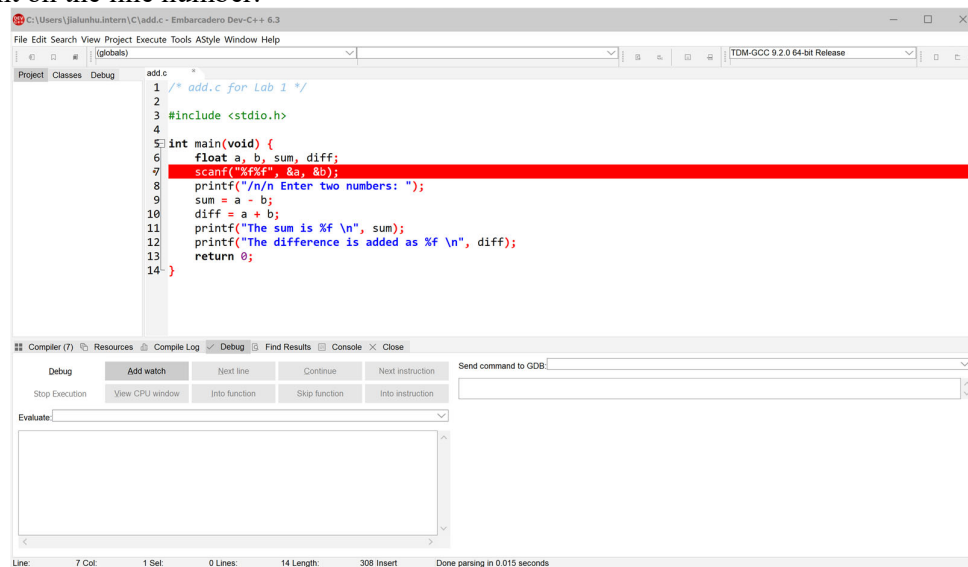 nt on the line number.
C:\Users\jialunhu.intern\C\add.c - Embarcadero Dev-C++ 6.3
File Edit Search View Project Execute Tools AStyle Window Help
(globals) TDM-GCC 9.2.0 64-bit Release
Project Classes Debug add.c *
1 /* add.c for Lab 1 */
2
3 #include <stdio.h>
4
5 int main(void) {
6 float a, b, sum, diff;
7 scanf("%f%f", &a, &b);
8 printf("/n/n Enter two numbers: ");
9 sum = a - b;
10 diff = a + b;
11 printf("The sum is %f \n", sum);
12 printf("The difference is added as %f \n", diff);
13 return 0;
14 }
Compiler (7) Resources Compile Log Debug Find Results Console Close
Debug Add watch Next line Continue Next instruction Send command to GDB:
Stop Execution View CPU window Into function Skip function Into instruction
Evaluate:
Line: 7 Col: 1 Sel: 0 Lines: 14 Length: 308 Insert Done parsing in 0.015 seconds